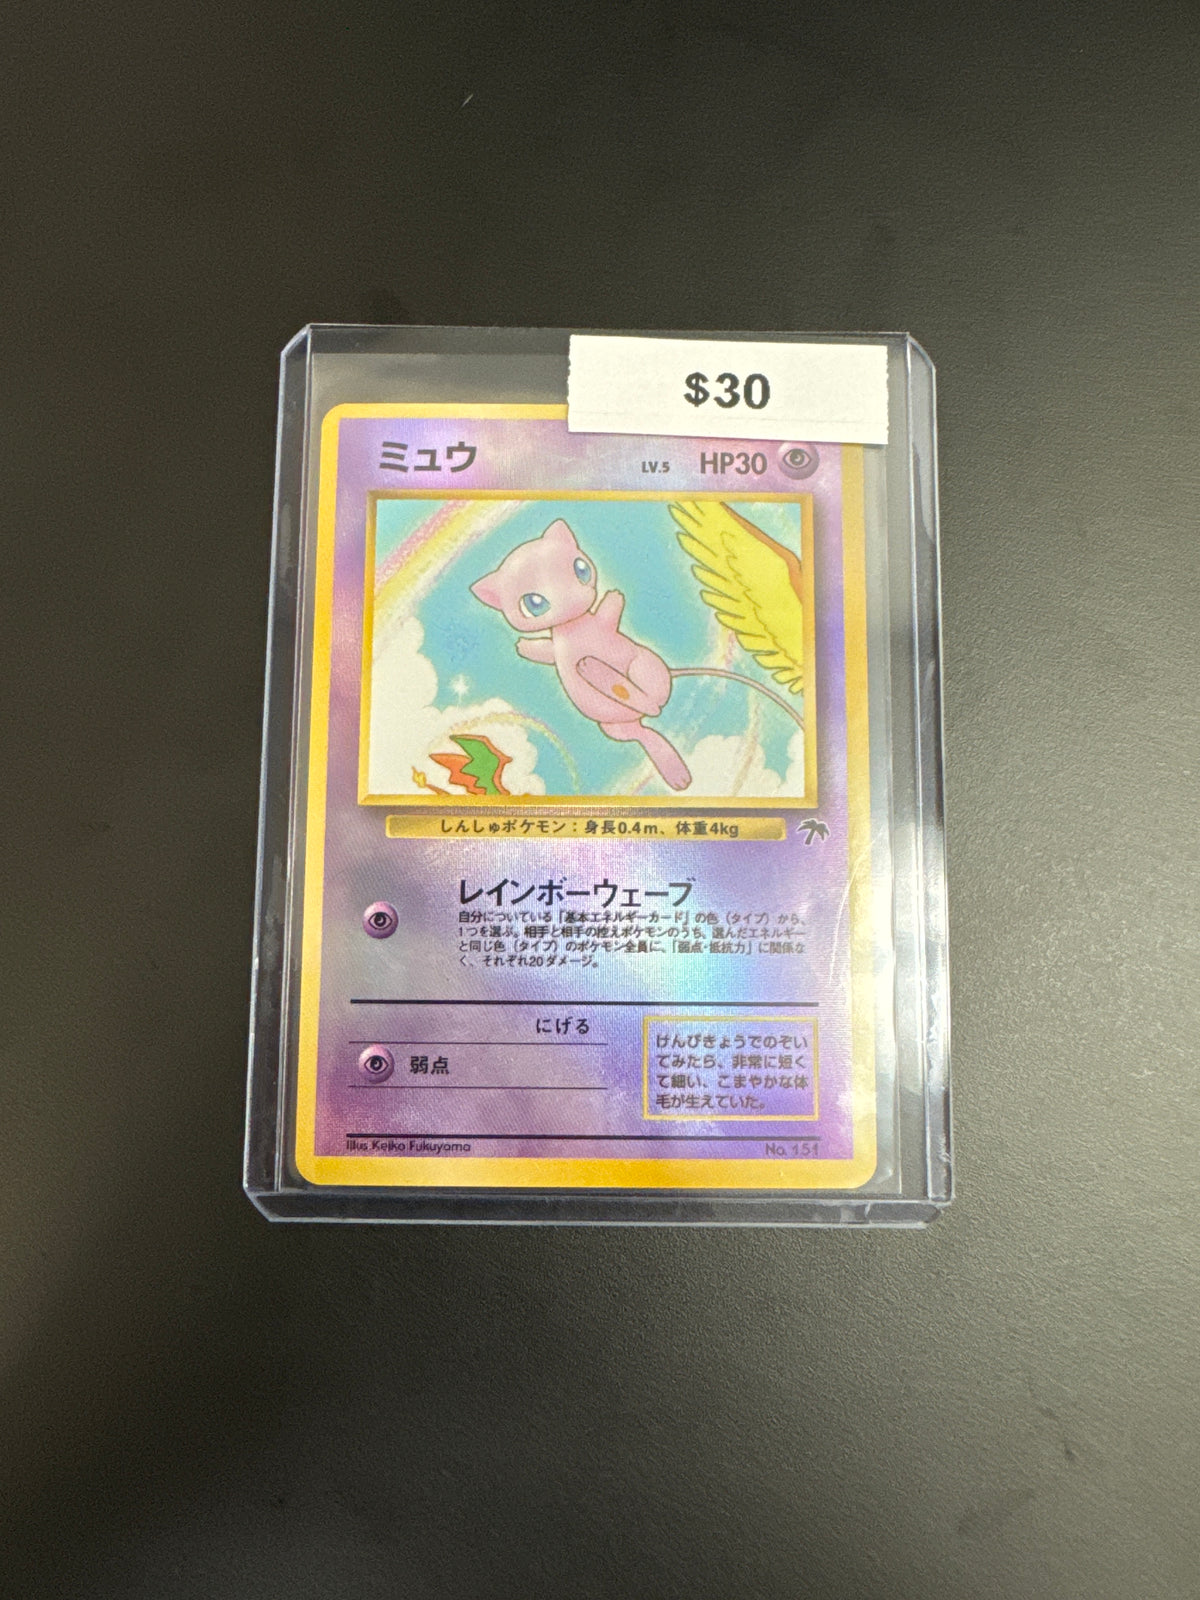 $30
ミュウ LV.5 HP30
しんしゅポケモン：身長0.4m、体重4kg
レインボーウェーブ
自分についている「基本エネルギーカード」の色（タイプ）から、
1つを選ぶ。相手と相手の控えポケモンのうち、選んだエネルギー
と同じ色（タイプ）のポケモン全員に、「弱点・抵抗力」に関係な
く、それぞれ20ダメージ。
にげる
弱点
けんびきょうでのぞい
てみたら、非常に短く
て細い、こまやかな体
毛が生えていた。
Illus. Keiko Fukuyama No. 151